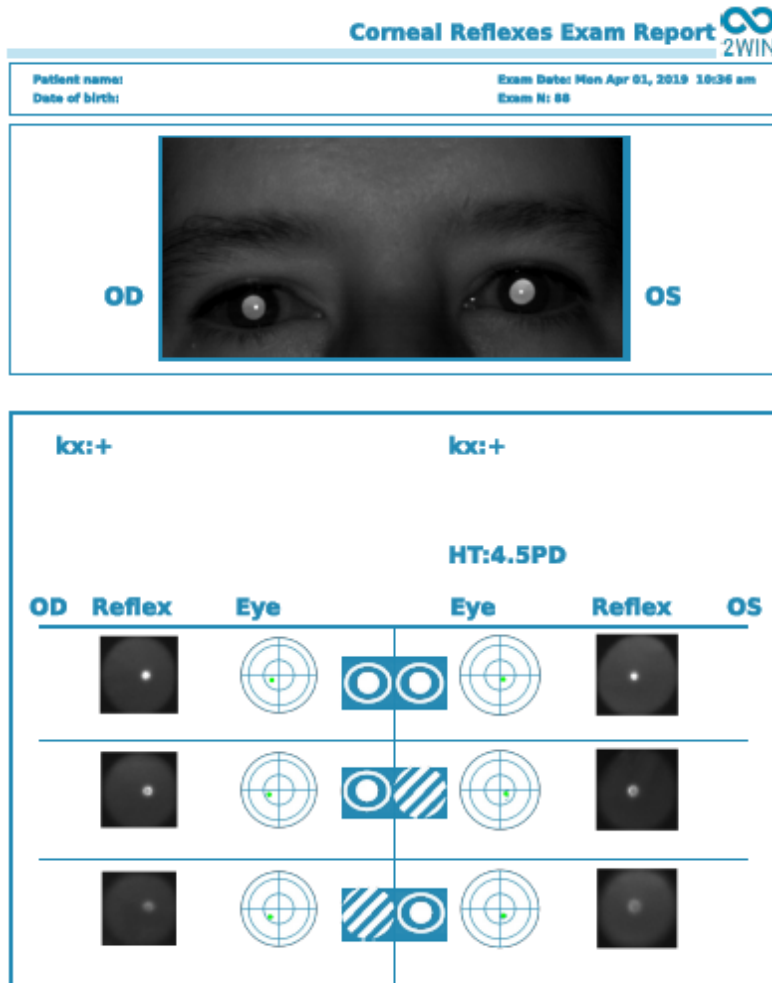 Corneal Reflexes Exam Report
2WIN
Patient name: Exam Date: Mon Apr 01, 2019 10:36 am
Date of birth: Exam N: 88
OD OS
kx:+ kx:+
HT:4.5PD
OD Reflex Eye Eye Reflex OS